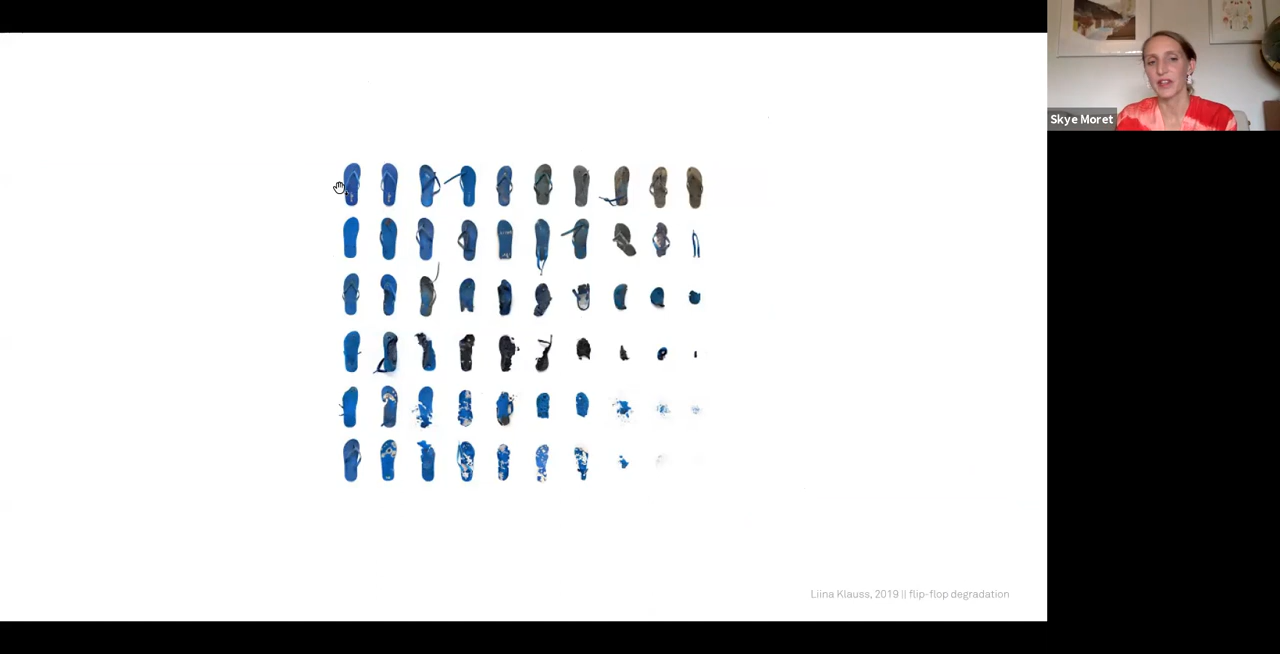 Skye Moret
Liina Klauss, 2019 || flip-flop degradation